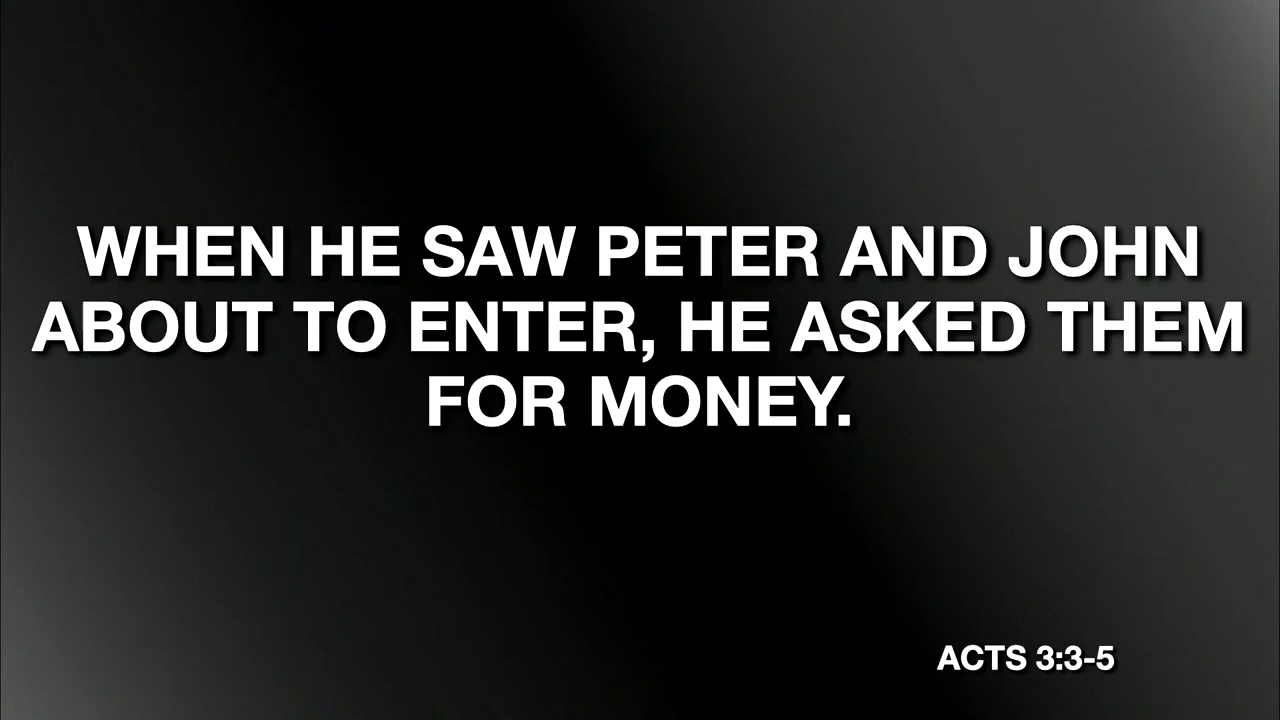 WHEN HE SAW PETER AND JOHN
ABOUT TO ENTER, HE ASKED THEM
FOR MONEY.
ACTS 3:3-5